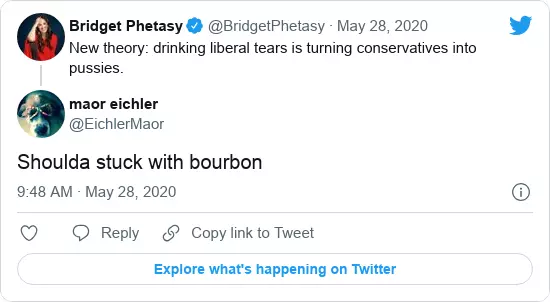 Bridget Phetasy @BridgetPhetasy · May 28, 2020
New theory: drinking liberal tears is turning conservatives into
pussies.
maor eichler
@EichlerMaor
Shoulda stuck with bourbon
9:48 AM · May 28, 2020
Reply Copy link to Tweet
Explore what's happening on Twitter